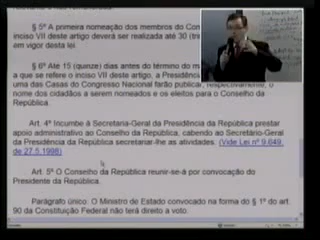 § 5º A primeira nomeação dos membros do Con
inciso VII deste artigo deverá ser realizada até 30 (tri
em vigor desta lei.
§ 6º Até 15 (quinze) dias antes do término do m
a que se refere o inciso VII deste artigo, a Presidênc
uma das Casas do Congresso Nacional farão publicar, respectivamente, o
nome dos cidadãos a serem nomeados e os eleitos para o Conselho da
República.
Art. 4º Incumbe à Secretaria-Geral da Presidência da República prestar
apoio administrativo ao Conselho da República, cabendo ao Secretário-Geral
da Presidência da República secretariar-lhe as atividades. (Vide Lei nº 9.649,
de 27.5.1998)
Art. 5º O Conselho da República reunir-se-á por convocação do
Presidente da República.
Parágrafo único. O Ministro de Estado convocado na forma do § 1º do art.
90 da Constituição Federal não terá direito a voto.